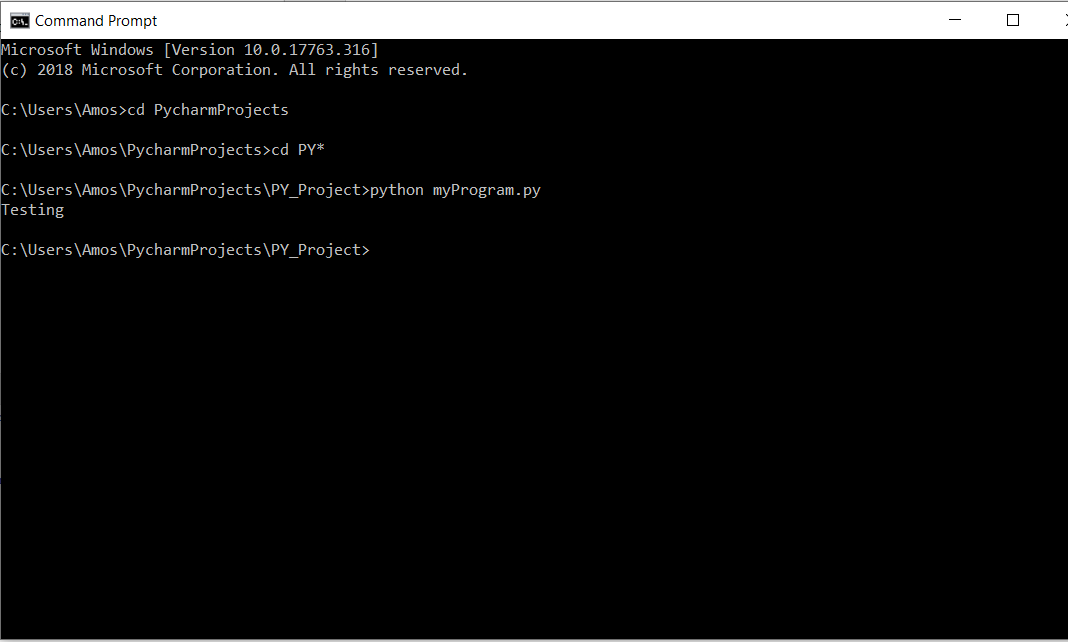 Command Prompt
Microsoft Windows [Version 10.0.17763.316]
(c) 2018 Microsoft Corporation. All rights reserved.
C:\Users\Amos>cd PycharmProjects
C:\Users\Amos\PycharmProjects>cd PY*
C:\Users\Amos\PycharmProjects\PY_Project>python myProgram.py
Testing
C:\Users\Amos\PycharmProjects\PY_Project>